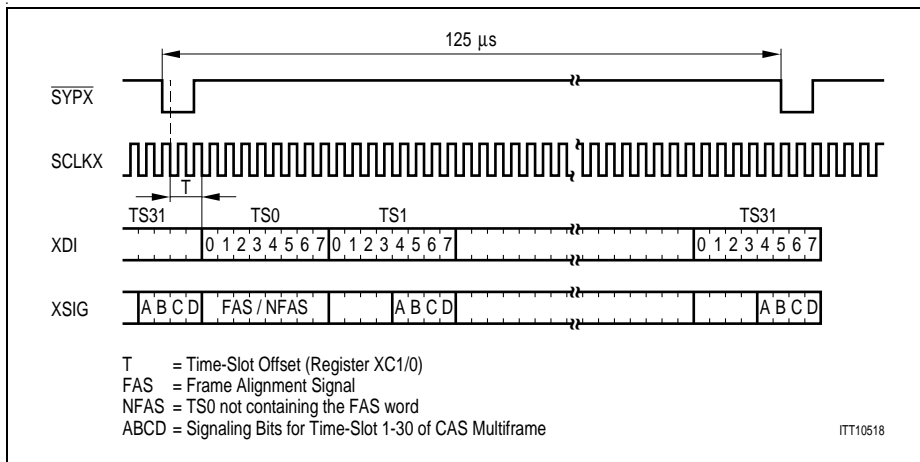 125 µs
SYPX
SCLKX
T
TS31 TS0 TS1 TS31
XDI 0 1 2 3 4 5 6 7 0 1 2 3 4 5 6 7 0 1 2 3 4 5 6 7
XSIG A B C D FAS / NFAS A B C D A B C D
T = Time-Slot Offset (Register XC1/0)
FAS = Frame Alignment Signal
NFAS = TS0 not containing the FAS word
ABCD = Signaling Bits for Time-Slot 1-30 of CAS Multiframe
ITT10518